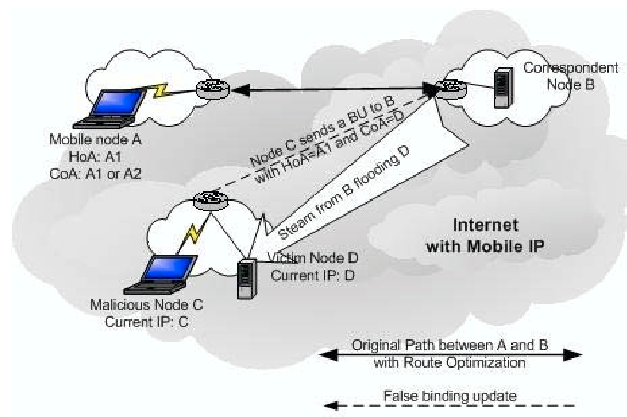 Correspondent
Node B
Mobile node A
HoA: A1
CoA: A1 or A2
Node C sends a BU to B
with HoA=A1 and CoA=D
Steam from B flooding D
Internet
with Mobile IP
Victim Node D
Current IP: D
Malicious Node C
Current IP: C
Original Path between A and B
with Route Optimization
False binding update